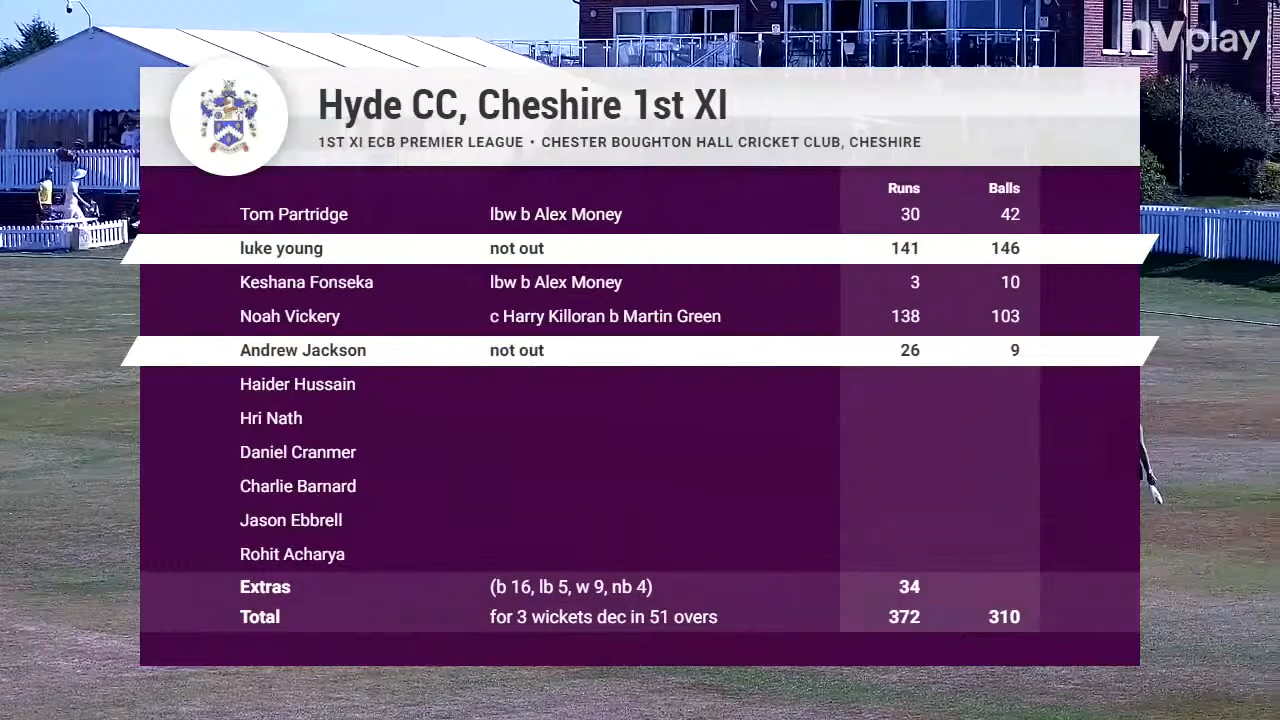 nvplay
Hyde CC, Cheshire 1st XI
1ST XI ECB PREMIER LEAGUE • CHESTER BOUGHTON HALL CRICKET CLUB, CHESHIRE
Runs Balls
Tom Partridge lbw b Alex Money 30 42
luke young not out 141 146
Keshana Fonseka lbw b Alex Money 3 10
Noah Vickery c Harry Killoran b Martin Green 138 103
Andrew Jackson not out 26 9
Haider Hussain
Hri Nath
Daniel Cranmer
Charlie Barnard
Jason Ebbrell
Rohit Acharya
Extras (b 16, lb 5, w 9, nb 4) 34
Total for 3 wickets dec in 51 overs 372 310